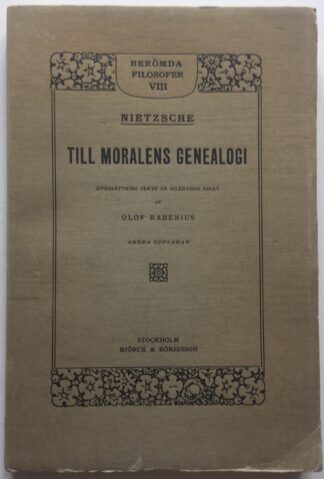 BERÖMDA
FILOSOFER
VIII
NIETZSCHE
TILL MORALENS GENEALOGI
ÖVERSÄTTNING JÄMTE EN INLEDANDE ESSAY
AV
OLOF RABENIUS
ANDRA UPPLAGAN
STOCKHOLM
BJÖRCK & BÖRJESSON